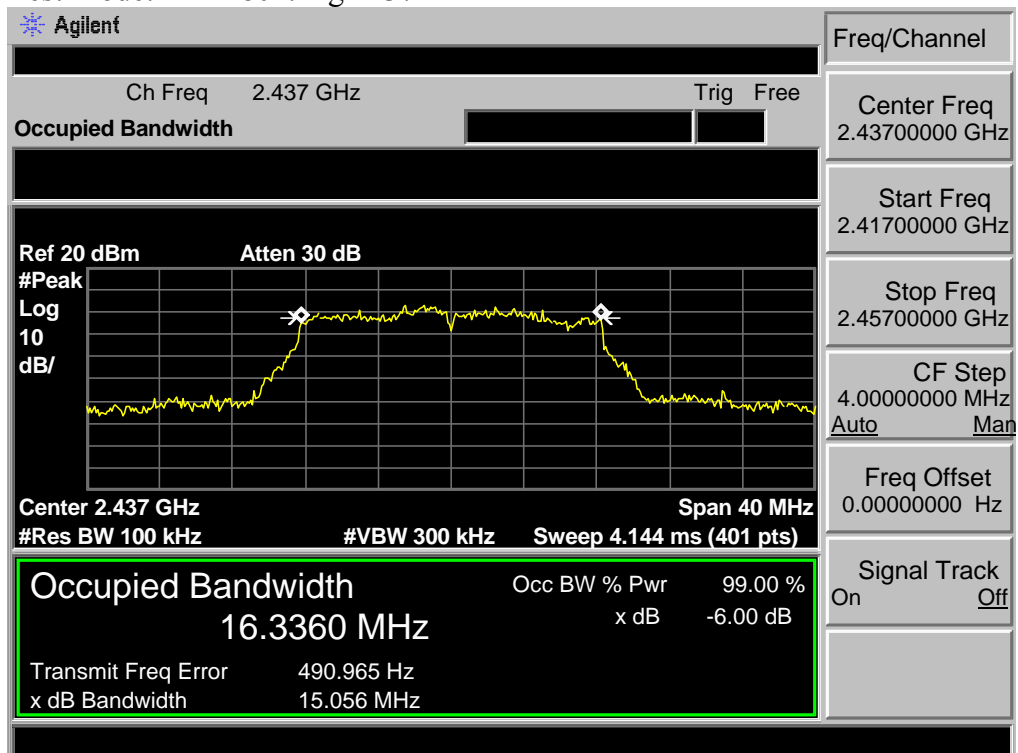 Agilent
Freq/Channel
Ch Freq 2.437 GHz Trig Free
Occupied Bandwidth
Center Freq
2.43700000 GHz
Start Freq
2.41700000 GHz
Stop Freq
2.45700000 GHz
CF Step
4.00000000 MHz
Auto Man
Freq Offset
0.00000000 Hz
Signal Track
On Off
Ref 20 dBm Atten 30 dB
#Peak
Log
10
dB/
Center 2.437 GHz Span 40 MHz
#Res BW 100 kHz #VBW 300 kHz Sweep 4.144 ms (401 pts)
Occupied Bandwidth
16.3360 MHz
Occ BW % Pwr 99.00 %
x dB -6.00 dB
Transmit Freq Error 490.965 Hz
x dB Bandwidth 15.056 MHz